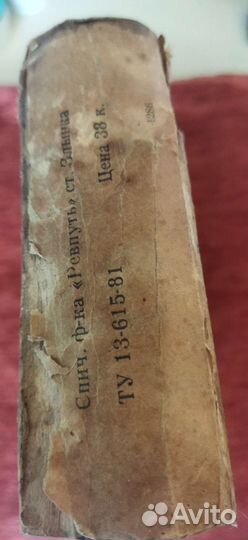 Спич. ф-ка «Ревпуть» ст. Злынка
Цена 38 к.
ТУ 13-615-81
Avito